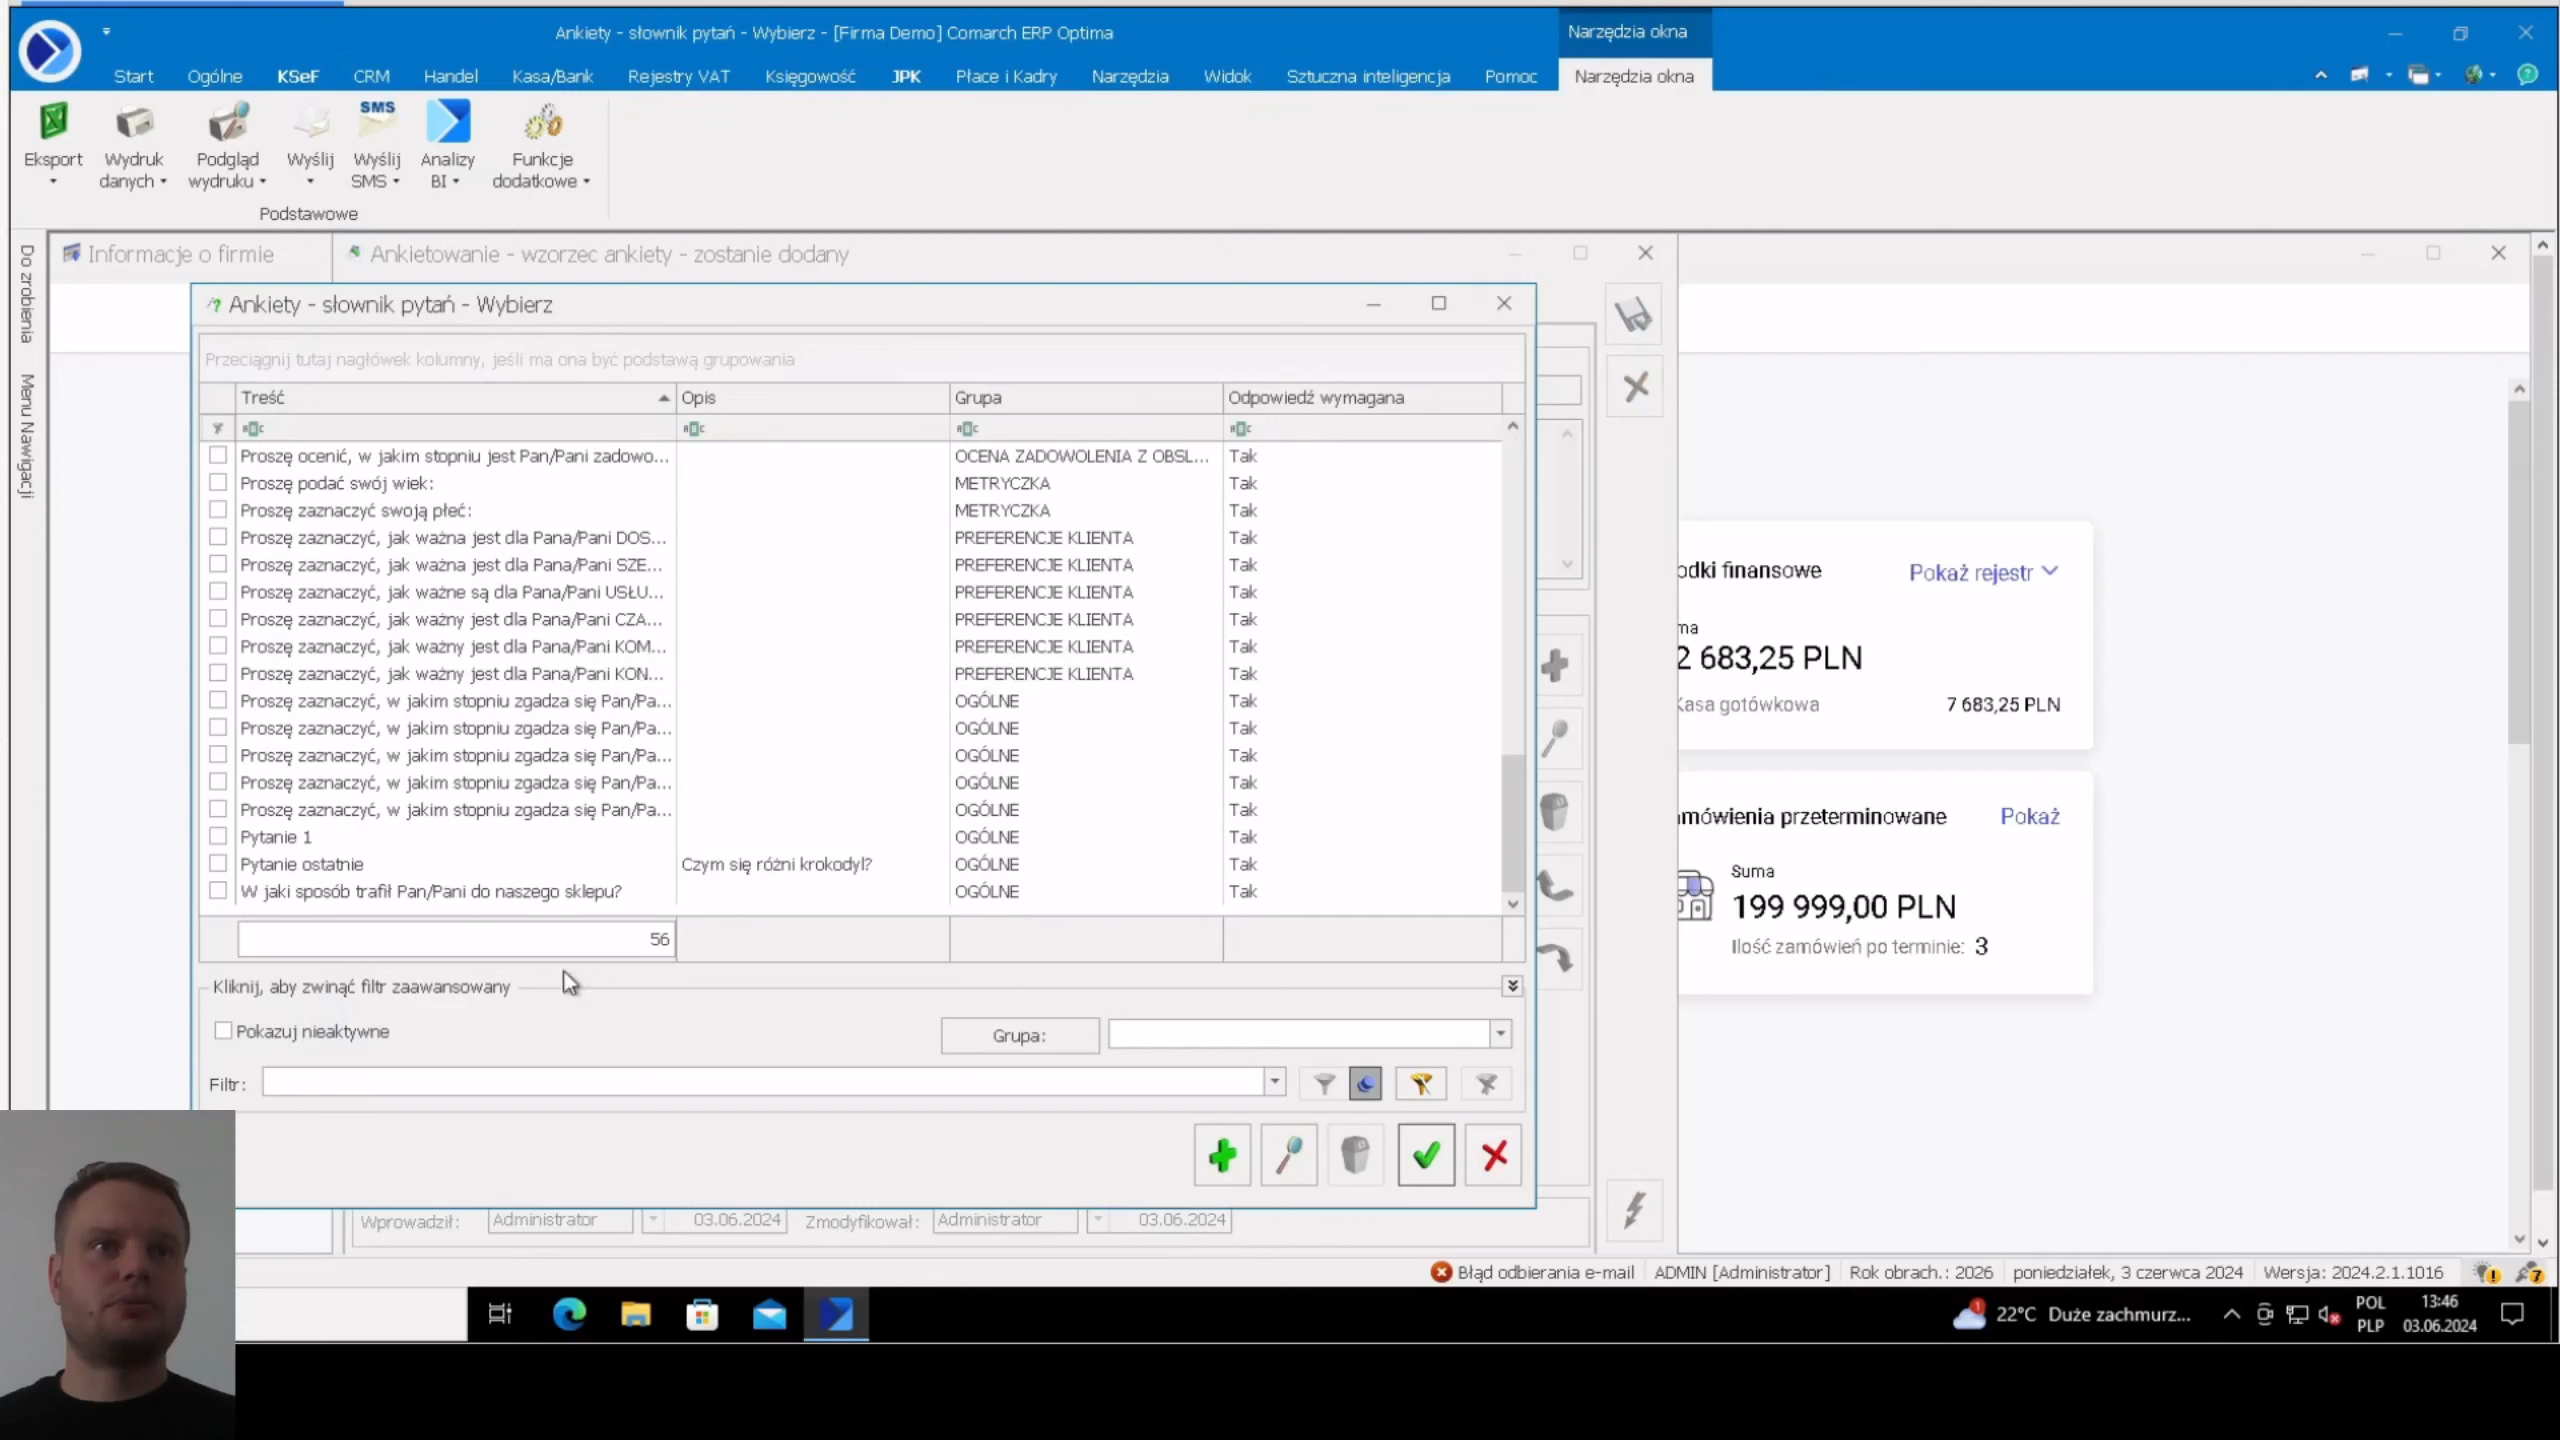 Ankiety - słownik pytań - Wybierz - [Firma Demo] Comarch ERP Optima
Narzędzia okna
Start
Ogólne
KSeF
CRM
Handel
Kasa/Bank
Rejestry VAT
Księgowość
JPK
Płace i Kadry
Narzędzia
Widok
Sztuczna inteligencja
Pomoc
Narzędzia okna
SMS
Eksport
Wydruk danych
Podgląd wydruku
Wyślij
Wyślij SMS
Analizy BI
Funkcje dodatkowe
Podstawowe
Do zrobienia
Menu Nawigacji
Informacje o firmie
Ankietowanie - wzorzec ankiety - zostanie dodany
Ankiety - słownik pytań - Wybierz
Przeciągnij tutaj nagłówek kolumny, jeśli ma ona być podstawą grupowania
Treść Opis Grupa Odpowiedź wymagana
Proszę ocenić, w jakim stopniu jest Pan/Pani zadowo... OCENA ZADOWOLENIA Z OBSŁ... Tak
Proszę podać swój wiek: METRYCZKA Tak
Proszę zaznaczyć swoją płeć: METRYCZKA Tak
Proszę zaznaczyć, jak ważna jest dla Pana/Pani DOS... PREFERENCJE KLIENTA Tak
Proszę zaznaczyć, jak ważna jest dla Pana/Pani SZE... PREFERENCJE KLIENTA Tak
Proszę zaznaczyć, jak ważne są dla Pana/Pani USŁU... PREFERENCJE KLIENTA Tak
Proszę zaznaczyć, jak ważny jest dla Pana/Pani CZA... PREFERENCJE KLIENTA Tak
Proszę zaznaczyć, jak ważny jest dla Pana/Pani KOM... PREFERENCJE KLIENTA Tak
Proszę zaznaczyć, jak ważny jest dla Pana/Pani KON... PREFERENCJE KLIENTA Tak
Proszę zaznaczyć, w jakim stopniu zgadza się Pan/Pa... OGÓLNE Tak
Proszę zaznaczyć, w jakim stopniu zgadza się Pan/Pa... OGÓLNE Tak
Proszę zaznaczyć, w jakim stopniu zgadza się Pan/Pa... OGÓLNE Tak
Proszę zaznaczyć, w jakim stopniu zgadza się Pan/Pa... OGÓLNE Tak
Proszę zaznaczyć, w jakim stopniu zgadza się Pan/Pa... OGÓLNE Tak
Pytanie 1 OGÓLNE Tak
Pytanie ostatnie Czym się różni krokodyl? OGÓLNE Tak
W jaki sposób trafił Pan/Pani do naszego sklepu? OGÓLNE Tak
56
Kliknij, aby zwinąć filtr zaawansowany
Pokazuj nieaktywne
Grupa:
Filtr:
odki finansowe Pokaż rejestr
ma
2 683,25 PLN
Kasa gotówkowa 7 683,25 PLN
mówienia przeterminowane Pokaż
Suma
199 999,00 PLN
Ilość zamówień po terminie: 3
Wprowadził: Administrator 03.06.2024 Zmodyfikował: Administrator 03.06.2024
Błąd odbierania e-mail
ADMIN [Administrator]
Rok obrach.: 2026
poniedziałek, 3 czerwca 2024
Wersja: 2024.2.1.1016
7
1
22°C Duże zachmurz...
POL
PLP
13:46
03.06.2024